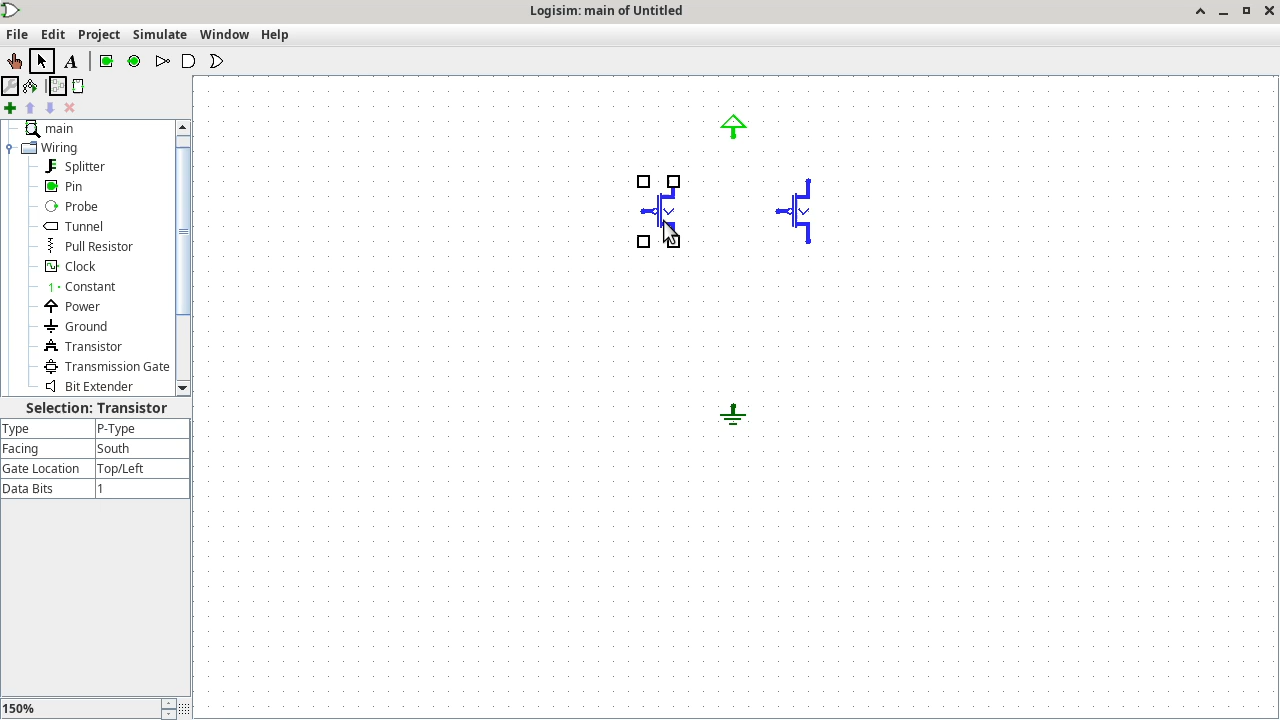 Logisim: main of Untitled
File Edit Project Simulate Window Help
A
main
Wiring
Splitter
Pin
Probe
Tunnel
Pull Resistor
Clock
1 Constant
Power
Ground
Transistor
Transmission Gate
Bit Extender
Selection: Transistor
Type P-Type
Facing South
Gate Location Top/Left
Data Bits 1
150%